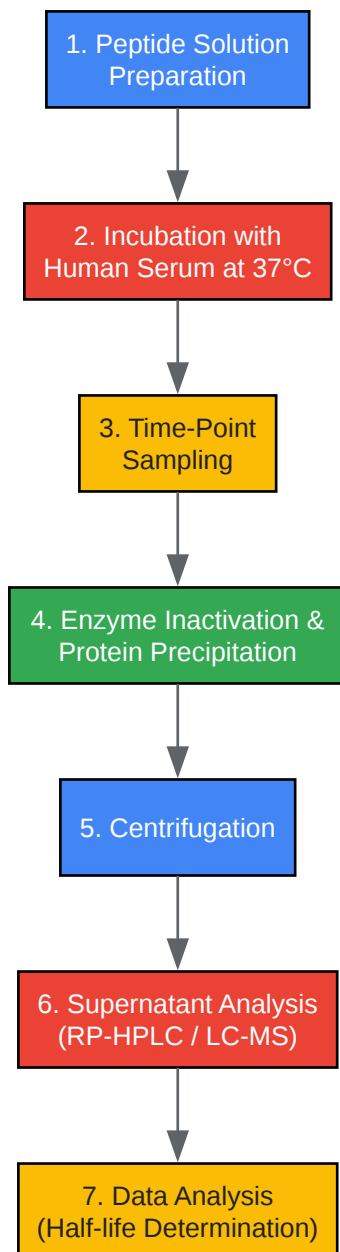 1. Peptide Solution
Preparation
2. Incubation with
Human Serum at 37°C
3. Time-Point
Sampling
4. Enzyme Inactivation &
Protein Precipitation
5. Centrifugation
6. Supernatant Analysis
(RP-HPLC / LC-MS)
7. Data Analysis
(Half-life Determination)